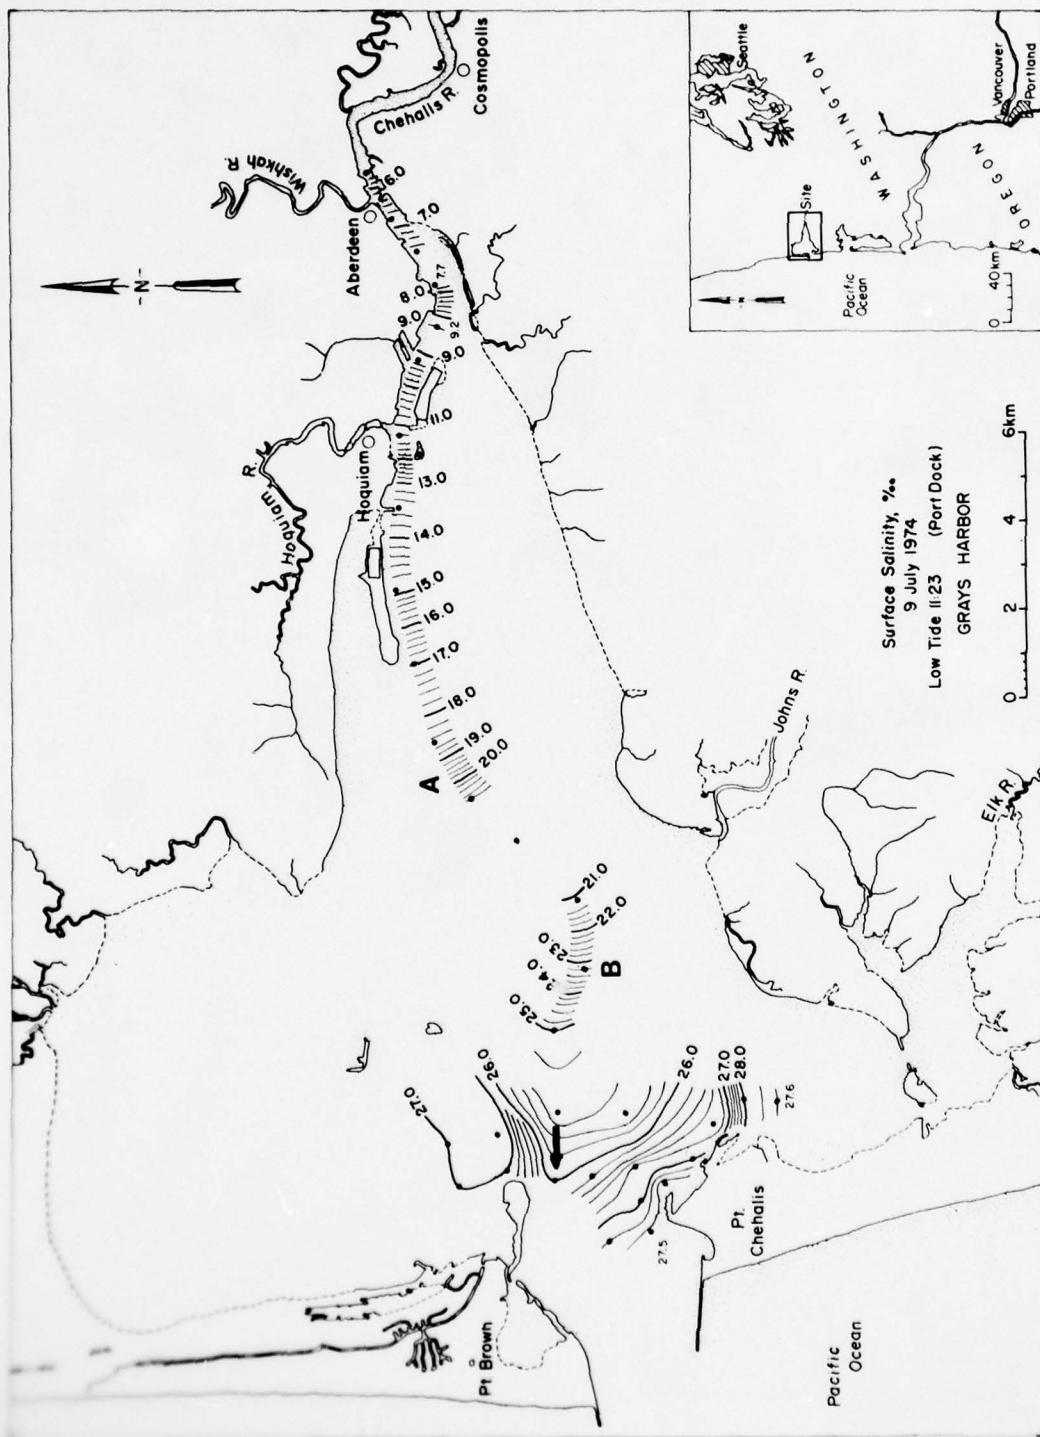 Surface Salinity, ‰
9 July 1974
Low Tide 11:23 (Port Dock)
GRAYS HARBOR
0 2 4 6km
-N-
Wishkah R.
Chehalis R.
Cosmopolis
Aberdeen
Hoquiam R.
Hoquiam
Johns R.
Elk R.
Pt. Brown
Pt. Chehalis
Pacific
Ocean
A
B
6.0
7.0
7.7
8.0
9.0
9.2
9.0
11.0
13.0
14.0
15.0
16.0
17.0
18.0
19.0
20.0
21.0
22.0
23.0
24.0
25.0
26.0
27.0
26.0
27.0
28.0
27.6
27.5
Seattle
WASHINGTON
Site
Vancouver
Portland
OREGON
Pacific
Ocean
N
0 40km